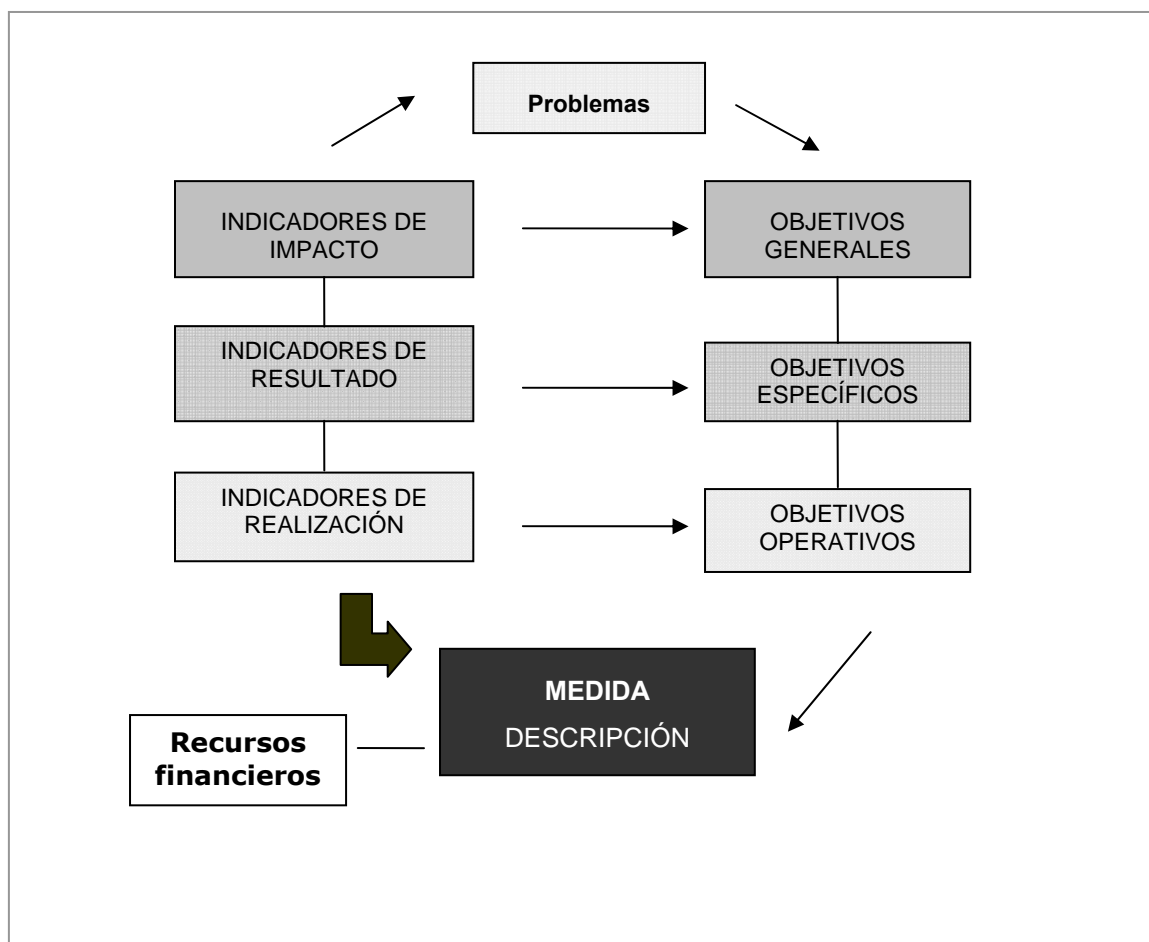 Problemas
INDICADORES DE
IMPACTO
OBJETIVOS
GENERALES
INDICADORES DE
RESULTADO
OBJETIVOS
ESPECÍFICOS
INDICADORES DE
REALIZACIÓN
OBJETIVOS
OPERATIVOS
MEDIDA
DESCRIPCIÓN
Recursos
financieros